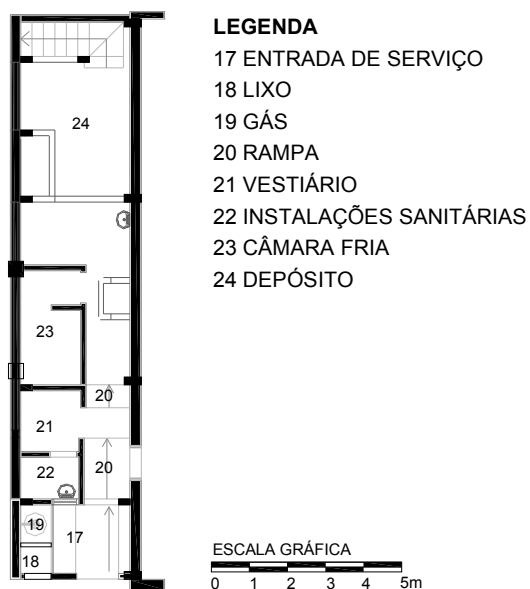 LEGENDA
17 ENTRADA DE SERVIÇO
18 LIXO
19 GÁS
20 RAMPA
21 VESTIÁRIO
22 INSTALAÇÕES SANITÁRIAS
23 CÂMARA FRIA
24 DEPÓSITO
24
23
20
21
20
22
19
17
18
ESCALA GRÁFICA
0 1 2 3 4 5m